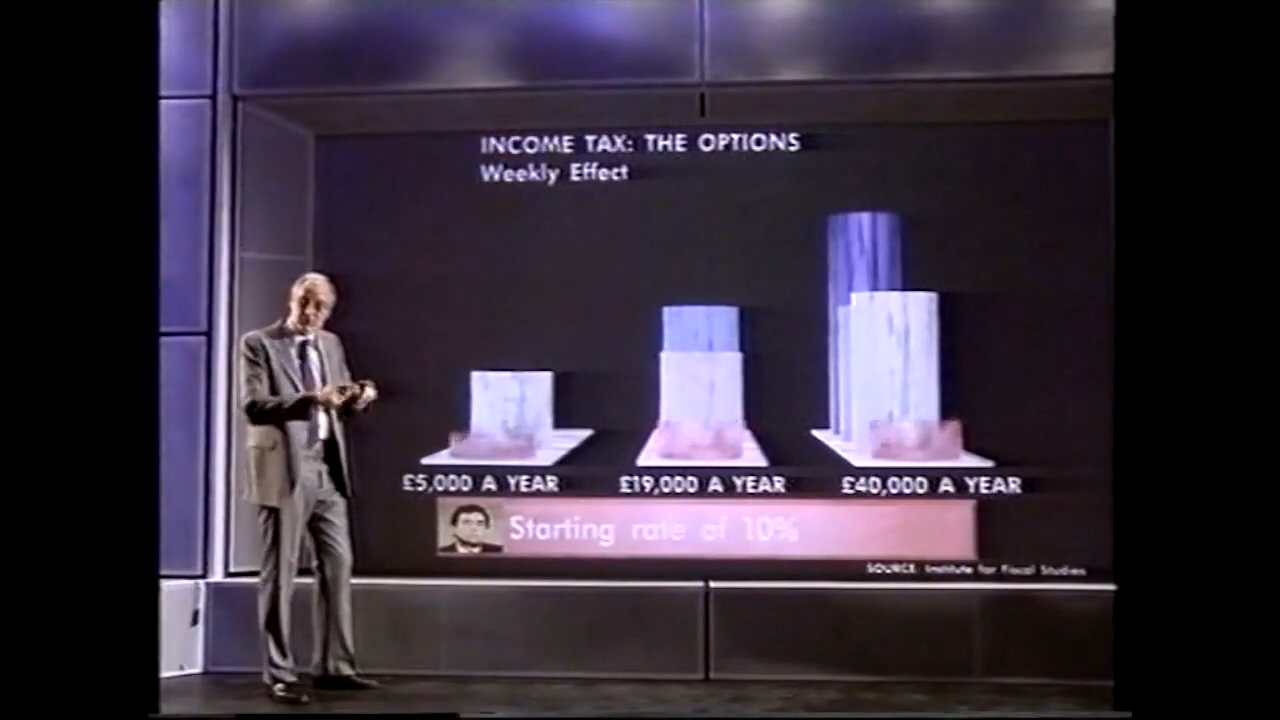 INCOME TAX: THE OPTIONS
Weekly Effect
£5,000 A YEAR
£19,000 A YEAR
£40,000 A YEAR
Starting rate of 10%
SOURCE: Institute for Fiscal Studies